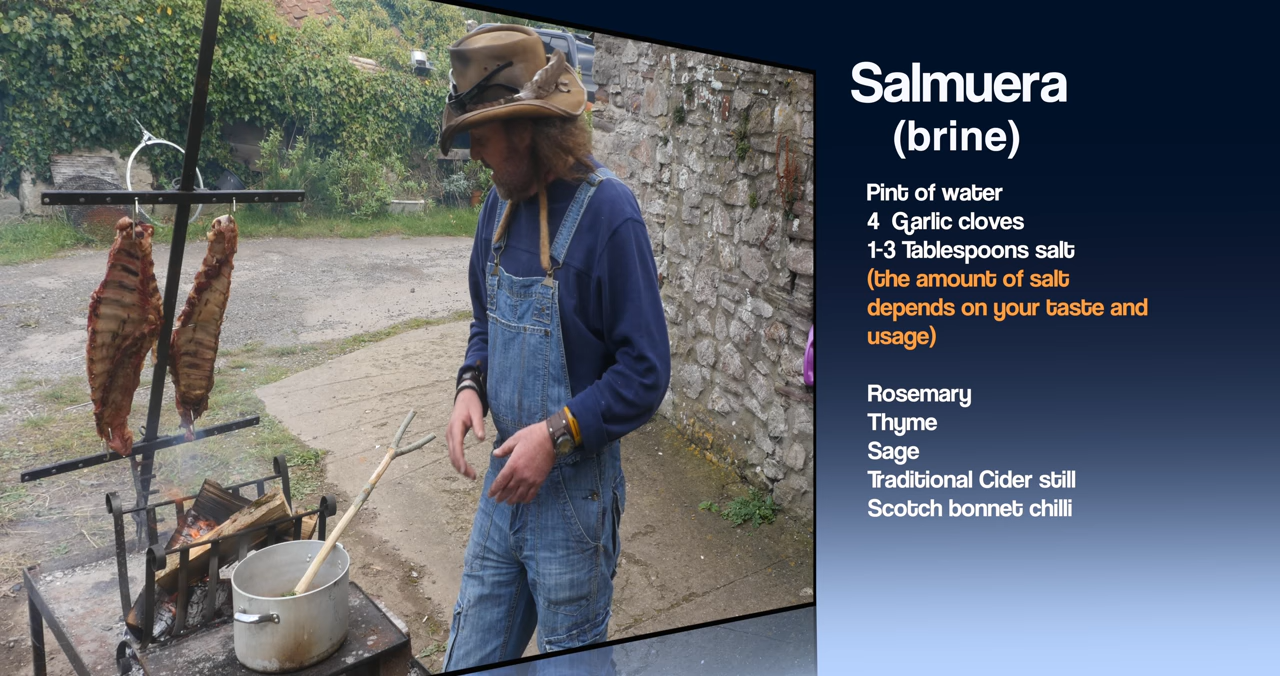 Salmuera
(brine)
Pint of water
4 Garlic cloves
1-3 Tablespoons salt
(the amount of salt
depends on your taste and
usage)
Rosemary
Thyme
Sage
Traditional Cider still
Scotch bonnet chilli